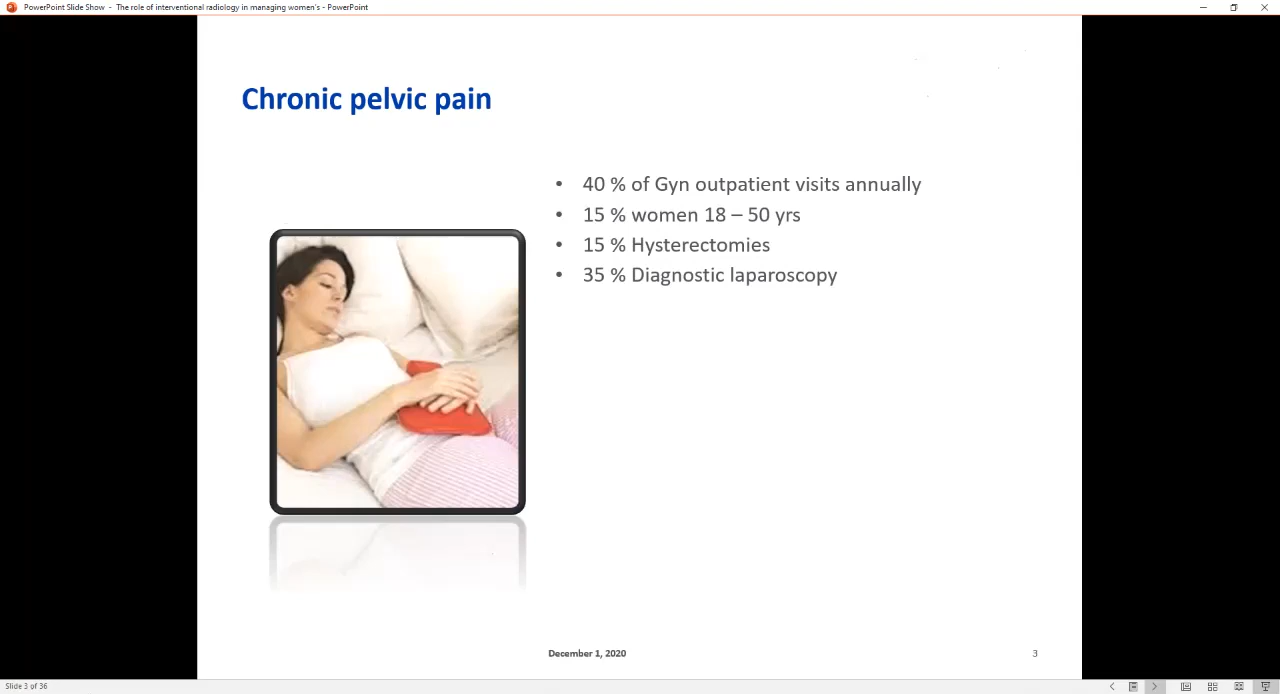 PowerPoint Slide Show - The role of interventional radiology in managing women's - PowerPoint
Chronic pelvic pain
• 40 % of Gyn outpatient visits annually
• 15 % women 18 – 50 yrs
• 15 % Hysterectomies
• 35 % Diagnostic laparoscopy
December 1, 2020
3
Slide 3 of 36